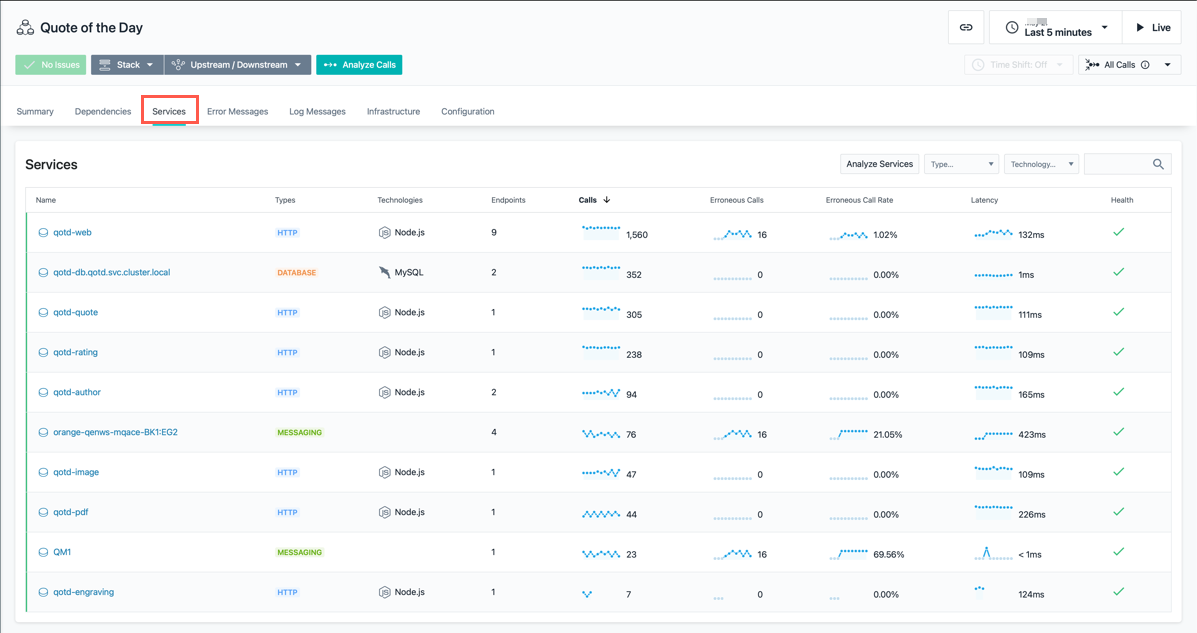 Quote of the Day
Last 5 minutes
Live
No Issues
Stack
Upstream / Downstream
Analyze Calls
Time Shift: Off
All Calls
Summary Dependencies Services Error Messages Log Messages Infrastructure Configuration
Services
Analyze Services
Type...
Technology...
Name Types Technologies Endpoints Calls Erroneous Calls Erroneous Call Rate Latency Health
qotd-web HTTP Node.js 9 1,560 16 1.02% 132ms
qotd-db.qotd.svc.cluster.local DATABASE MySQL 2 352 0 0.00% 1ms
qotd-quote HTTP Node.js 1 305 0 0.00% 111ms
qotd-rating HTTP Node.js 1 238 0 0.00% 109ms
qotd-author HTTP Node.js 2 94 0 0.00% 165ms
orange-qenws-mqace-BK1:EG2 MESSAGING 4 76 16 21.05% 423ms
qotd-image HTTP Node.js 1 47 0 0.00% 109ms
qotd-pdf HTTP Node.js 1 44 0 0.00% 226ms
QM1 MESSAGING 1 23 16 69.56% < 1ms
qotd-engraving HTTP Node.js 1 7 0 0.00% 124ms